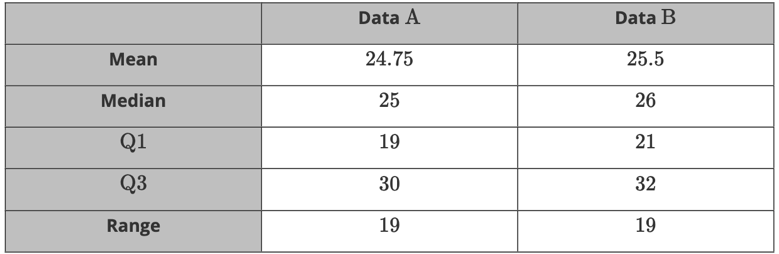 Data A Data B
Mean 24.75 25.5
Median 25 26
Q1 19 21
Q3 30 32
Range 19 19